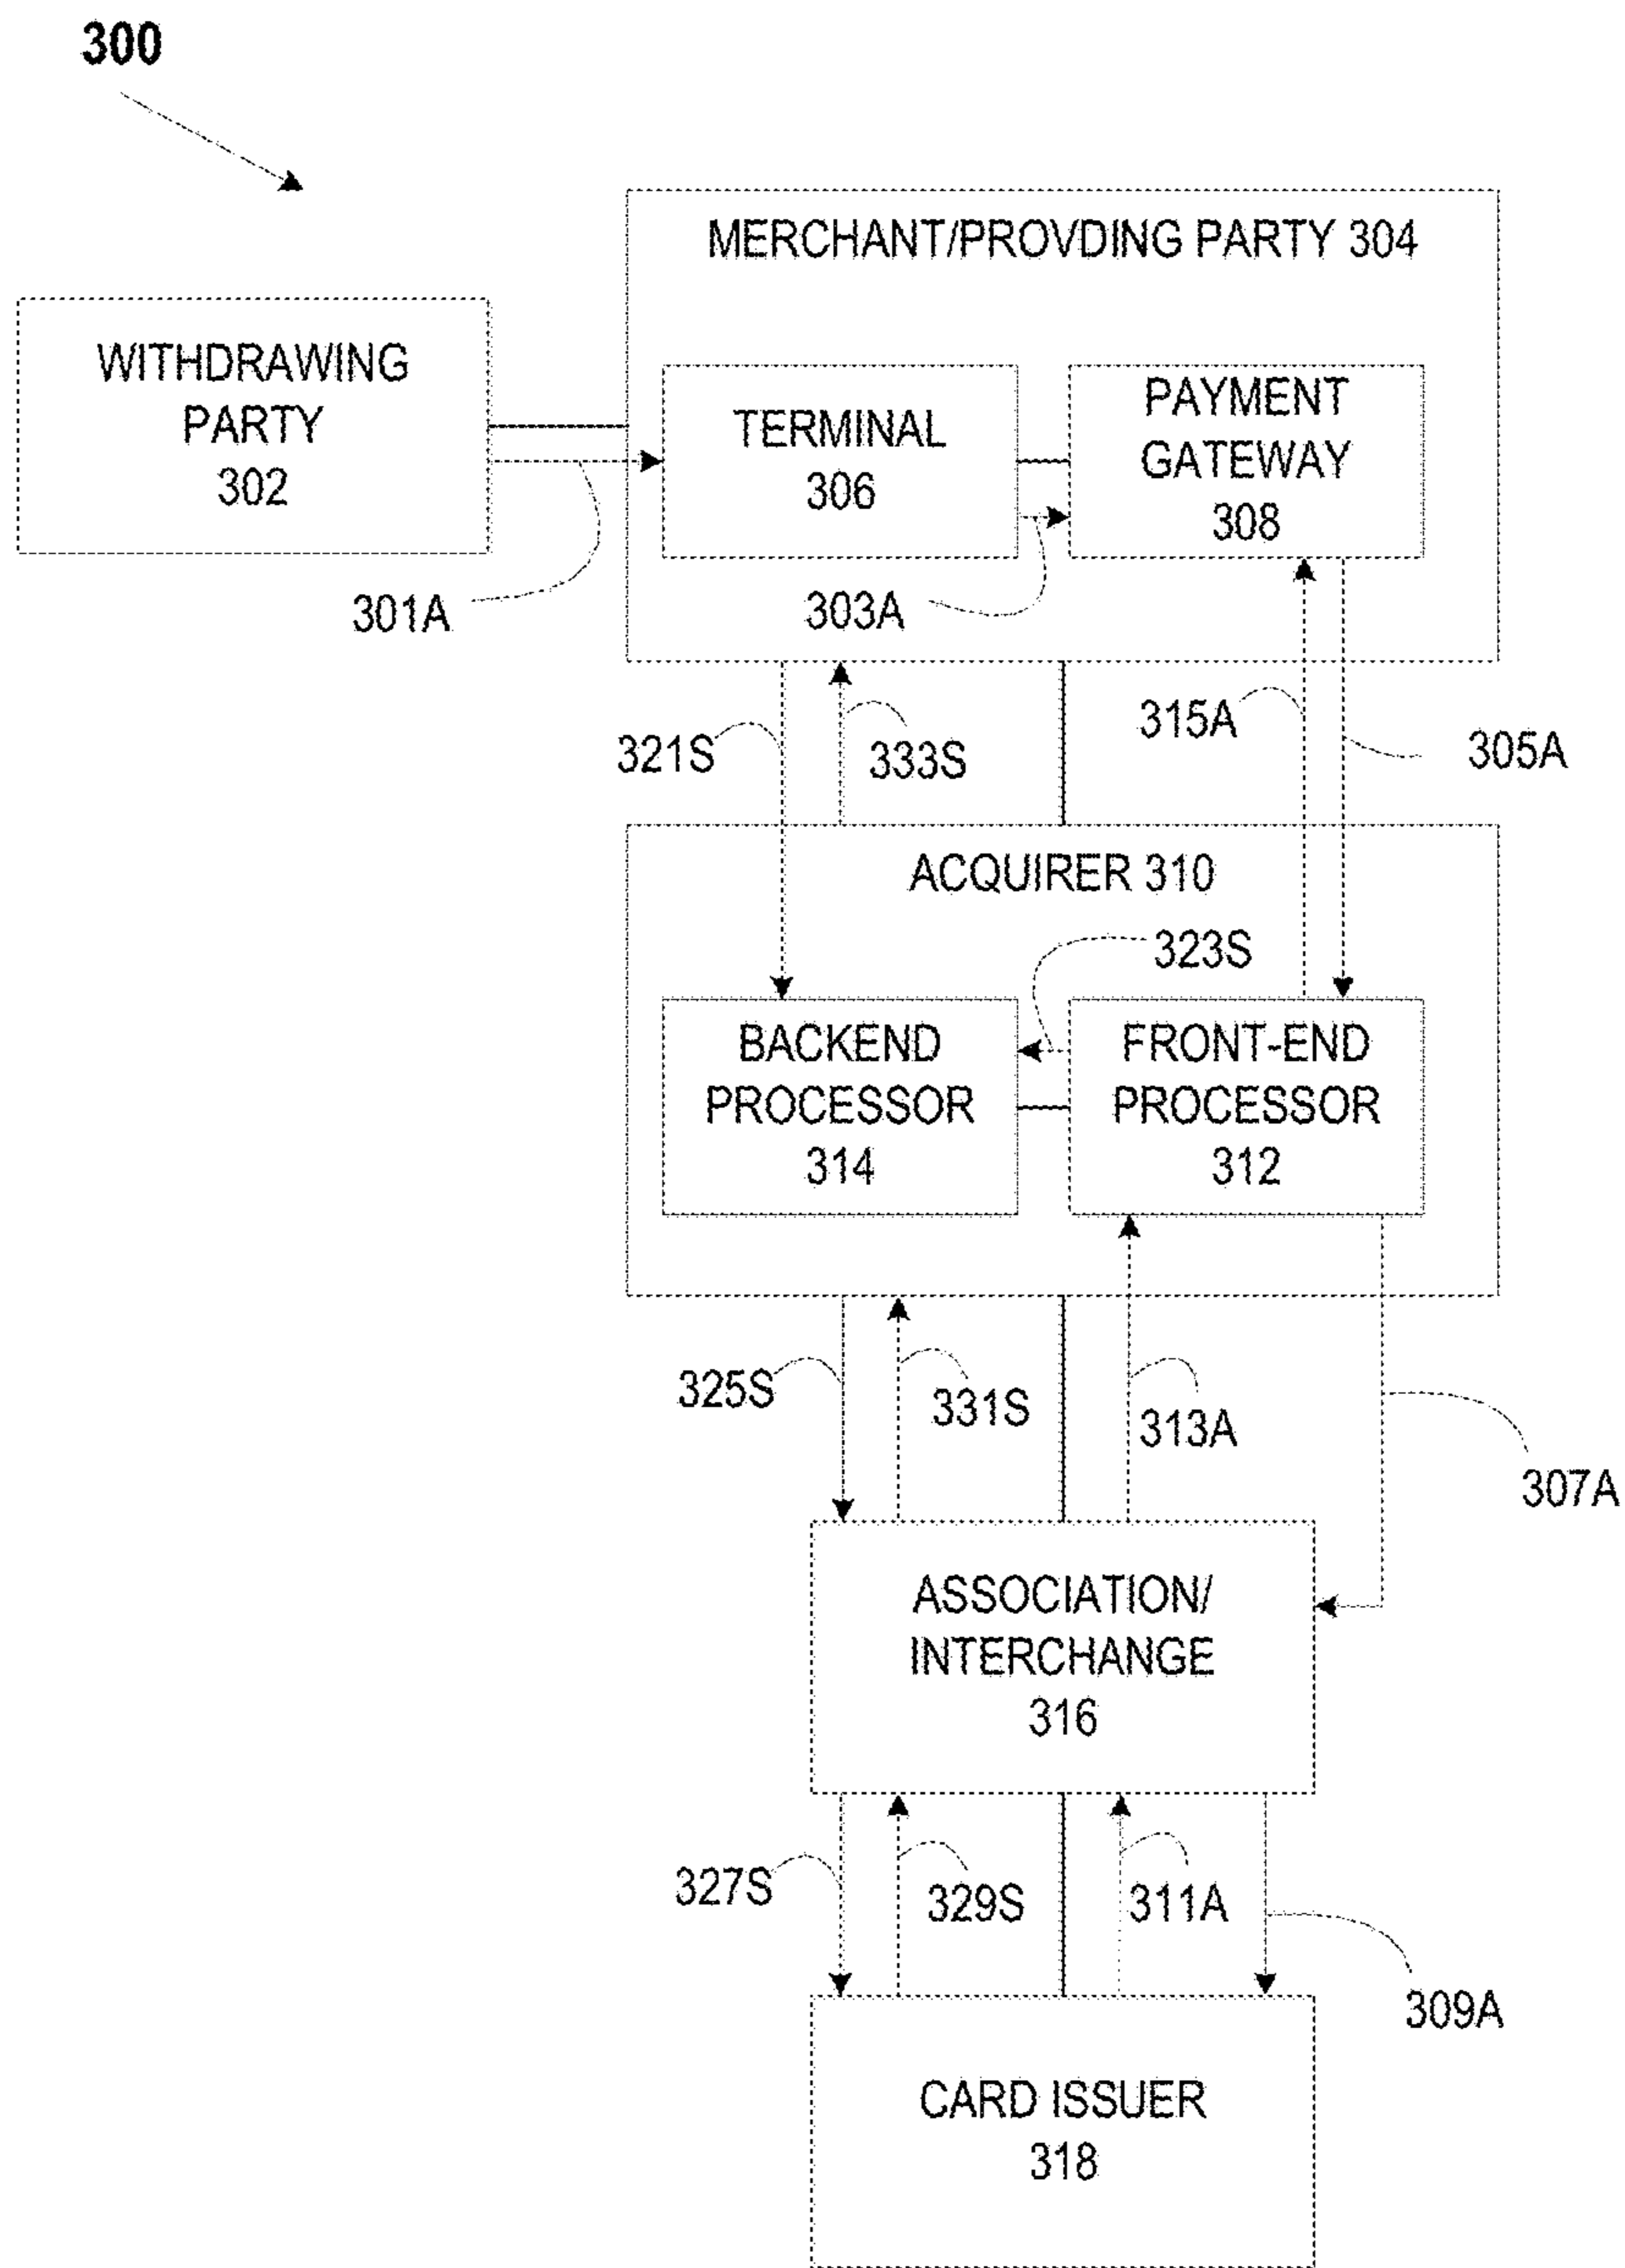 300
MERCHANT/PROVDING PARTY 304
WITHDRAWING
PARTY
302
TERMINAL
306
PAYMENT
GATEWAY
308
301A
303A
321S
333S
315A
305A
ACQUIRER 310
323S
BACKEND
PROCESSOR
314
FRONT-END
PROCESSOR
312
325S
331S
313A
307A
ASSOCIATION/
INTERCHANGE
316
327S
329S
311A
309A
CARD ISSUER
318